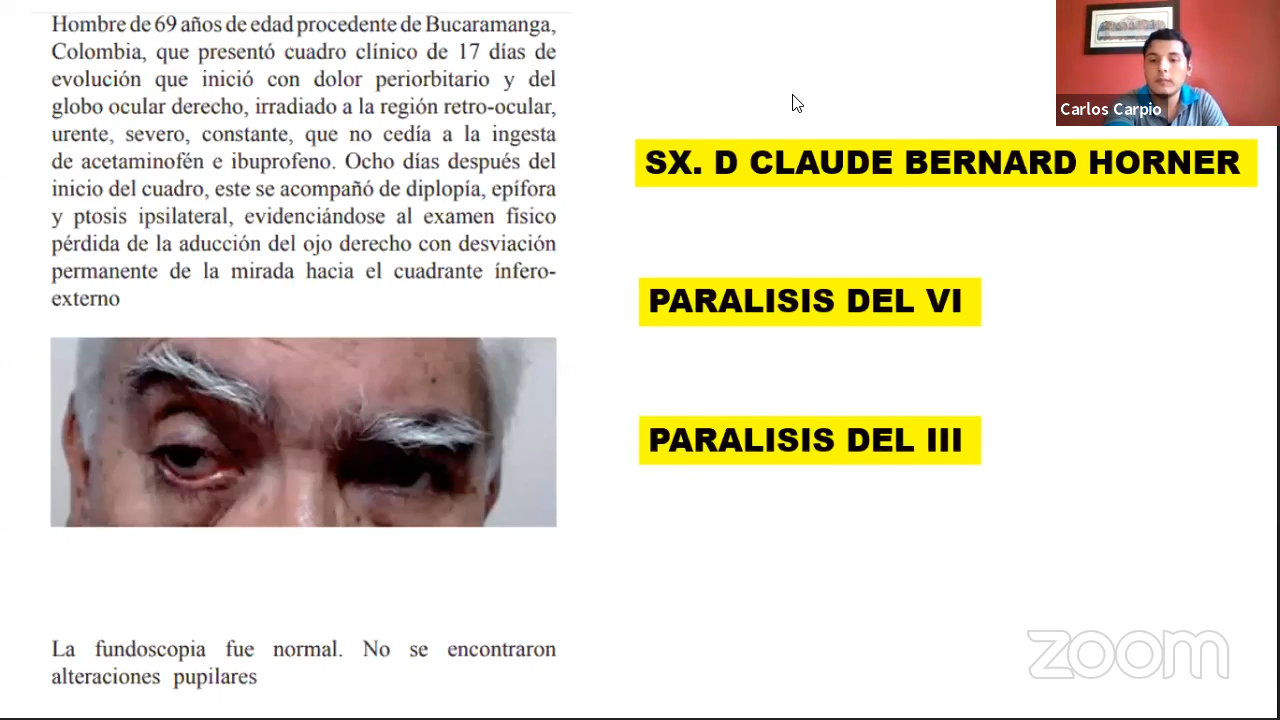 Hombre de 69 años de edad procedente de Bucaramanga,
Colombia, que presentó cuadro clínico de 17 días de
evolución que inició con dolor periorbitario y del
globo ocular derecho, irradiado a la región retro-ocular,
urente, severo, constante, que no cedía a la ingesta
de acetaminofén e ibuprofeno. Ocho días después del
inicio del cuadro, este se acompañó de diplopía, epífora
y ptosis ipsilateral, evidenciándose al examen físico
pérdida de la aducción del ojo derecho con desviación
permanente de la mirada hacia el cuadrante ínfero-
externo
La fundoscopia fue normal. No se encontraron
alteraciones pupilares
Carlos Carpio
SX. D CLAUDE BERNARD HORNER
PARALISIS DEL VI
PARALISIS DEL III
zoom